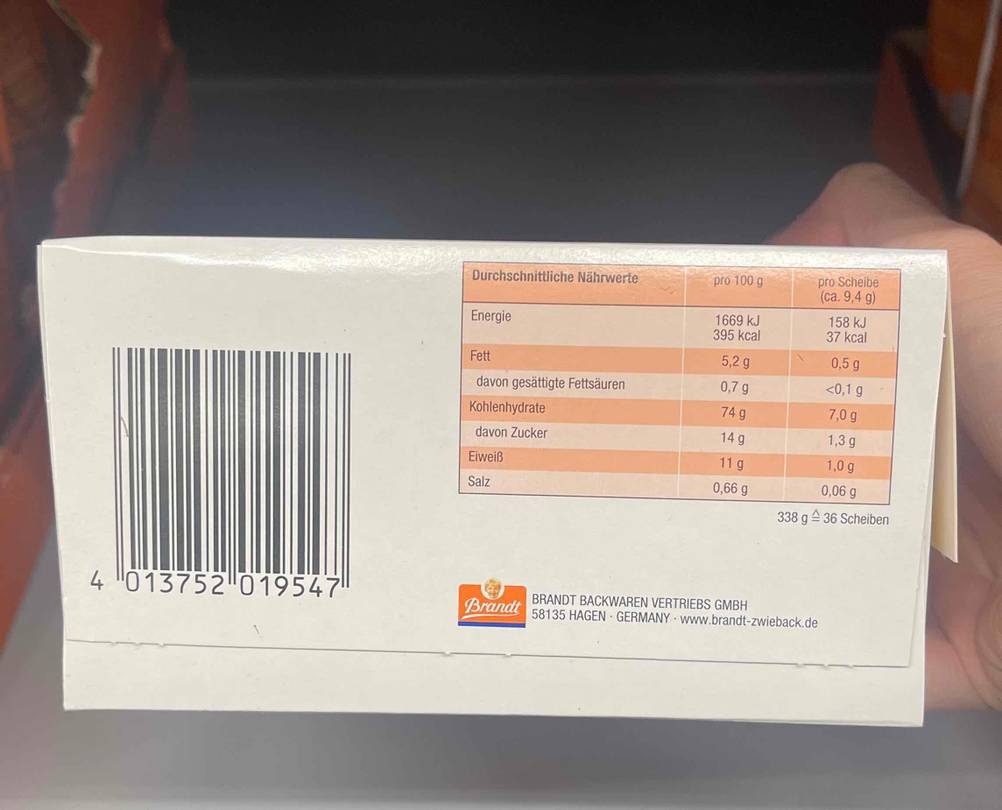 Durchschnittliche Nährwerte pro 100 g pro Scheibe (ca. 9,4 g)
Energie 1669 kJ 395 kcal 158 kJ 37 kcal
Fett 5,2 g 0,5 g
davon gesättigte Fettsäuren 0,7 g <0,1 g
Kohlenhydrate 74 g 7,0 g
davon Zucker 14 g 1,3 g
Eiweiß 11 g 1,0 g
Salz 0,66 g 0,06 g
338 g ≙ 36 Scheiben
4 013752 019547
Brandt
BRANDT BACKWAREN VERTRIEBS GMBH
58135 HAGEN · GERMANY · www.brandt-zwieback.de